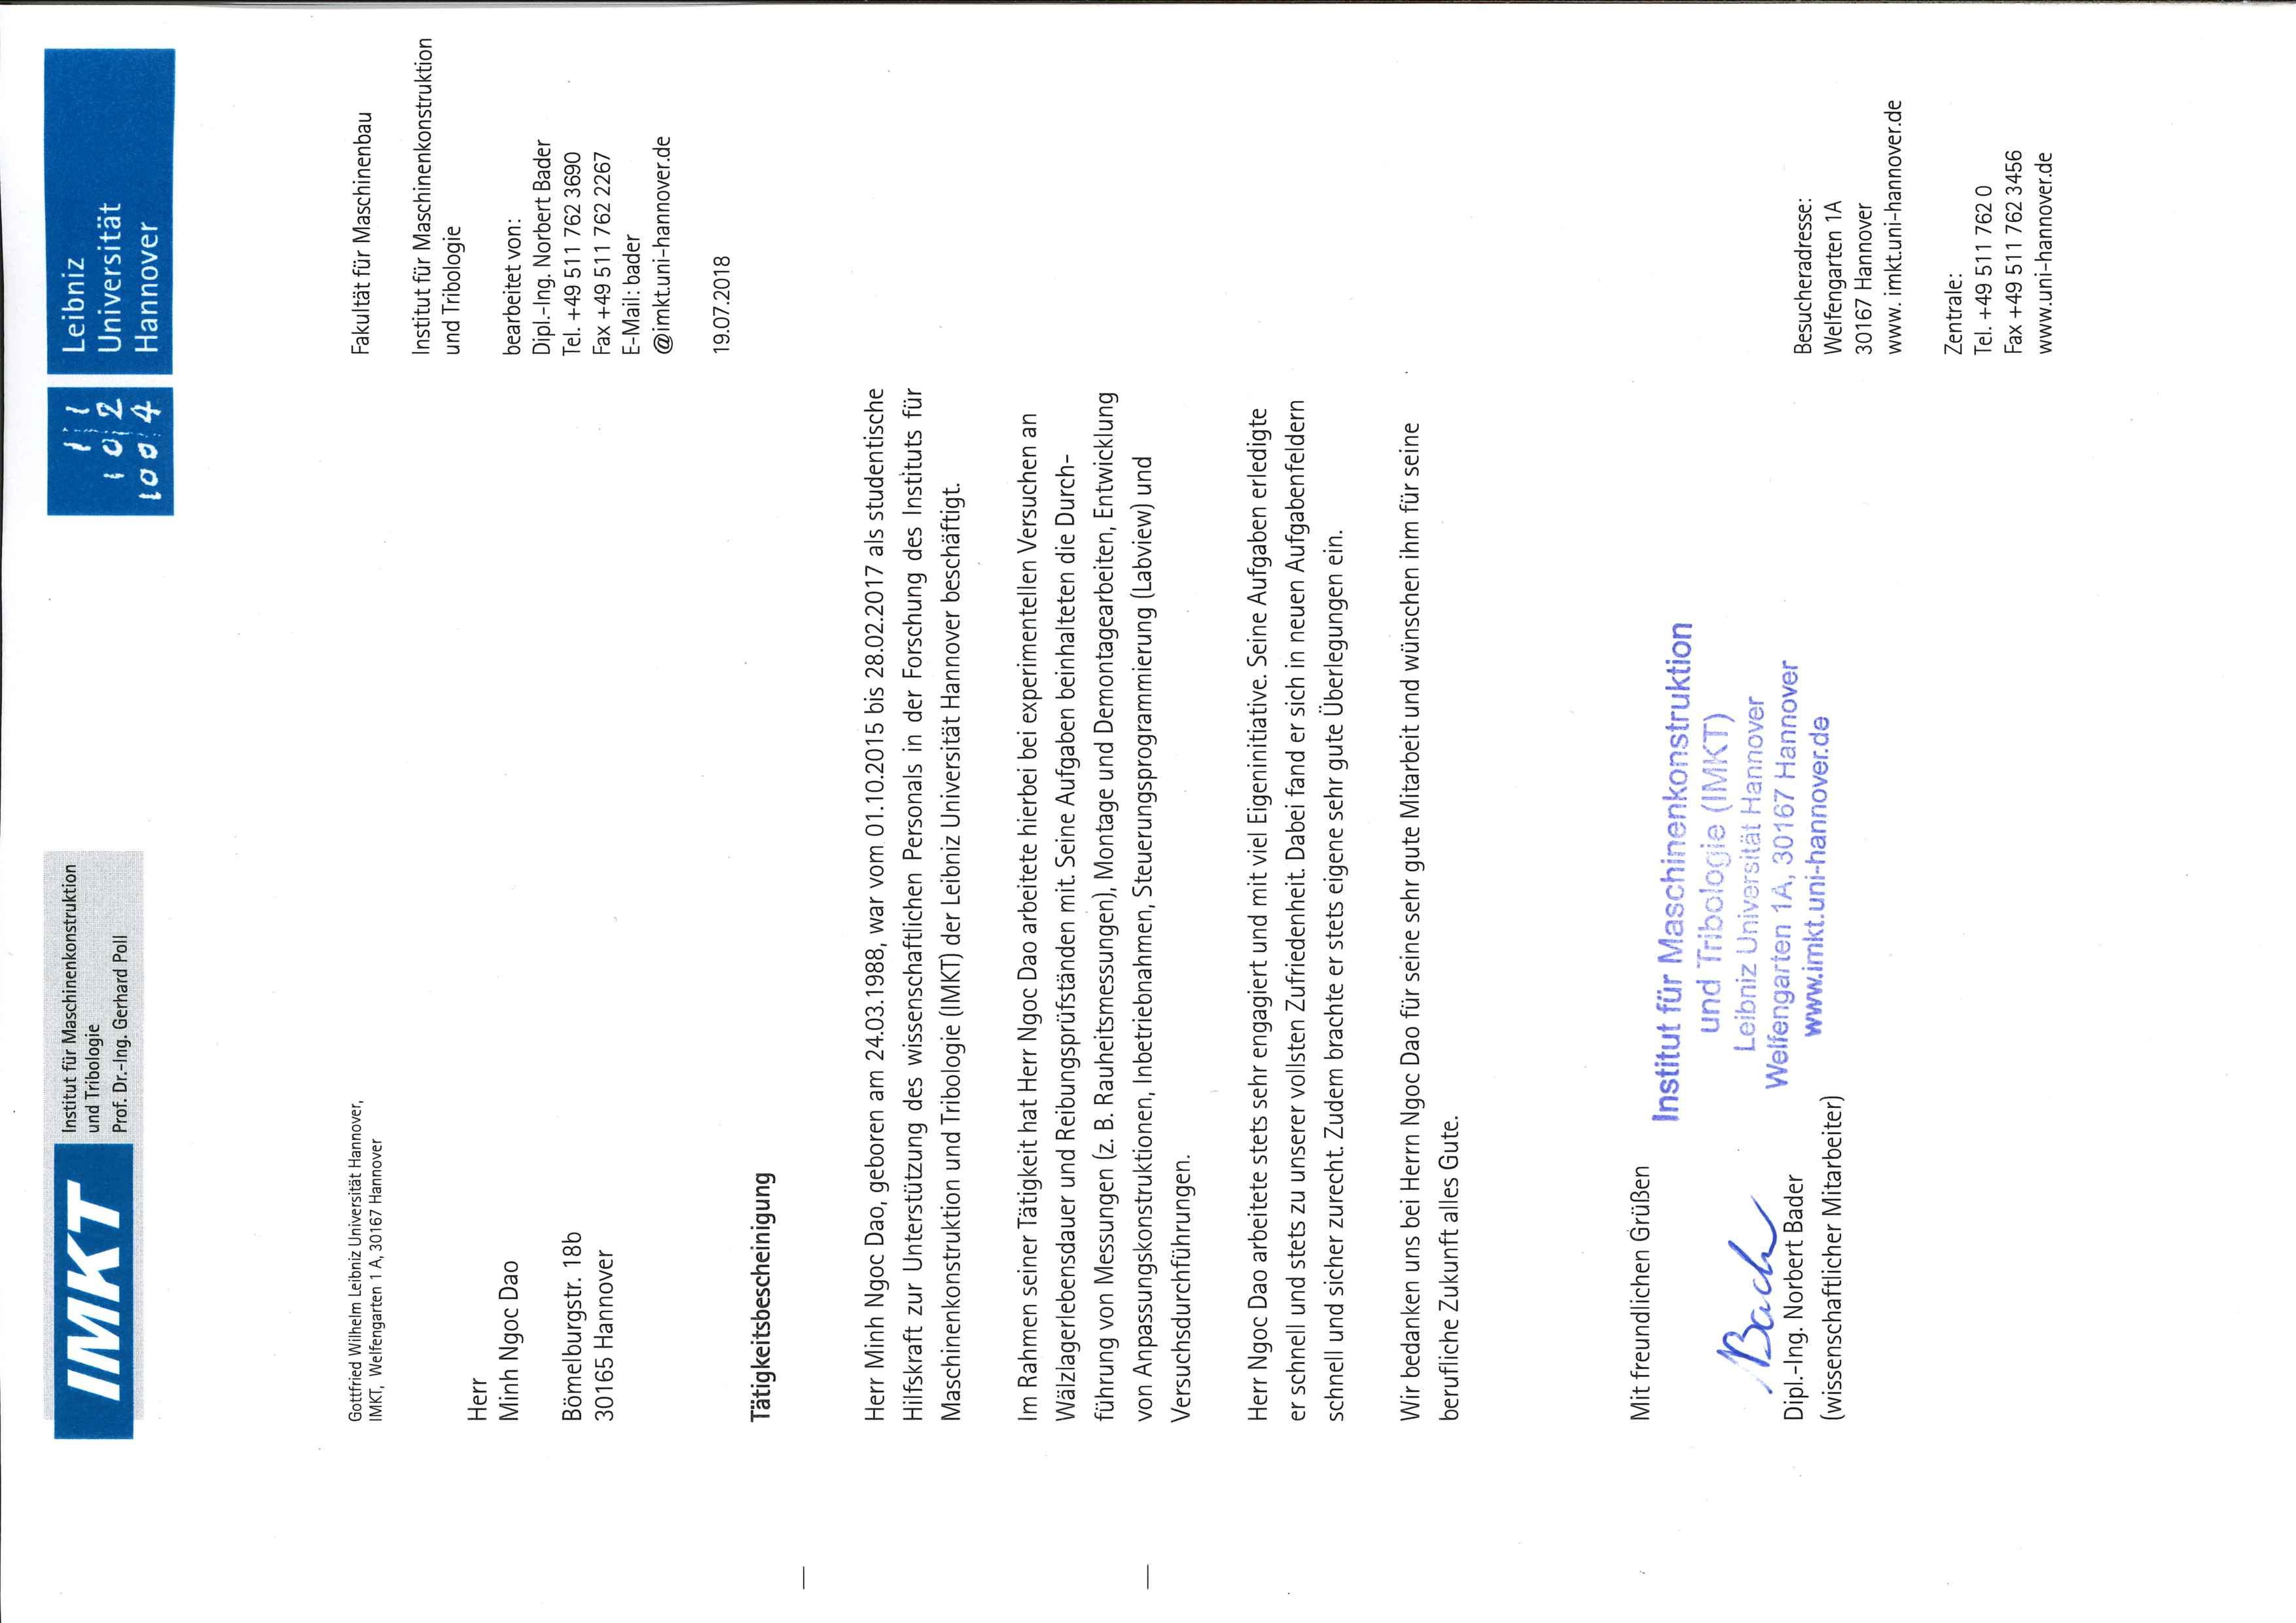 IMKT
Institut für Maschinenkonstruktion
und Tribologie
Prof. Dr.-Ing. Gerhard Poll
1 1
1 0 2
1 0 0 4
Leibniz
Universität
Hannover
Gottfried Wilhelm Leibniz Universität Hannover,
IMKT, Welfengarten 1 A, 30167 Hannover
Herr
Minh Ngoc Dao
Bömelburgstr. 18b
30165 Hannover
Fakultät für Maschinenbau
Institut für Maschinenkonstruktion
und Tribologie
bearbeitet von:
Dipl.-Ing. Norbert Bader
Tel. +49 511 762 3690
Fax +49 511 762 2267
E-Mail: bader
@imkt.uni-hannover.de
19.07.2018
Tätigkeitsbescheinigung
Herr Minh Ngoc Dao, geboren am 24.03.1988, war vom 01.10.2015 bis 28.02.2017 als studentische
Hilfskraft zur Unterstützung des wissenschaftlichen Personals in der Forschung des Instituts für
Maschinenkonstruktion und Tribologie (IMKT) der Leibniz Universität Hannover beschäftigt.
Im Rahmen seiner Tätigkeit hat Herr Ngoc Dao arbeitete hierbei bei experimentellen Versuchen an
Wälzlagerlebensdauer und Reibungsprüfständen mit. Seine Aufgaben beinhalteten die Durch-
führung von Messungen (z. B. Rauheitsmessungen), Montage und Demontagearbeiten, Entwicklung
von Anpassungskonstruktionen, Inbetriebnahmen, Steuerungsprogrammierung (Labview) und
Versuchsdurchführungen.
Herr Ngoc Dao arbeitete stets sehr engagiert und mit viel Eigeninitiative. Seine Aufgaben erledigte
er schnell und stets zu unserer vollsten Zufriedenheit. Dabei fand er sich in neuen Aufgabenfeldern
schnell und sicher zurecht. Zudem brachte er stets eigene sehr gute Überlegungen ein.
Wir bedanken uns bei Herrn Ngoc Dao für seine sehr gute Mitarbeit und wünschen ihm für seine
berufliche Zukunft alles Gute.
Mit freundlichen Grüßen
Institut für Maschinenkonstruktion
und Tribologie (IMKT)
Leibniz Universität Hannover
Welfengarten 1A, 30167 Hannover
www.imkt.uni-hannover.de
Dipl.-Ing. Norbert Bader
(wissenschaftlicher Mitarbeiter)
Besucheradresse:
Welfengarten 1A
30167 Hannover
www. imkt.uni-hannover.de
Zentrale:
Tel. +49 511 762 0
Fax +49 511 762 3456
www.uni-hannover.de